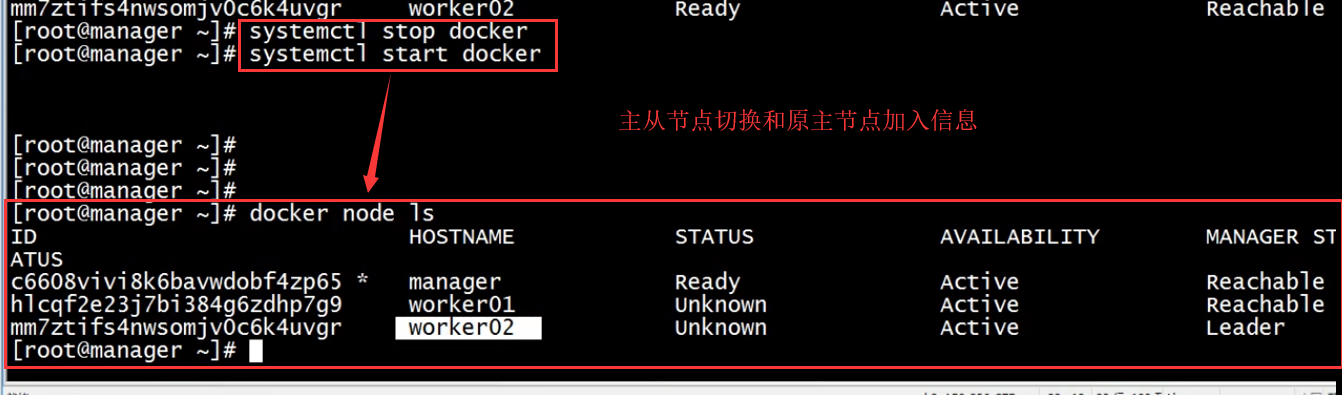 mm7ztifs4nwsomjv0c6k4uvgr worker02 Ready Active Reachable
[root@manager ~]# systemctl stop docker
[root@manager ~]# systemctl start docker
主从节点切换和原主节点加入信息
[root@manager ~]#
[root@manager ~]#
[root@manager ~]#
[root@manager ~]# docker node ls
ID HOSTNAME STATUS AVAILABILITY MANAGER ST
ATUS
c6608vivi8k6bavwdobf4zp65 * manager Ready Active Reachable
hlcqf2e23j7bi384g6zdhp7g9 worker01 Unknown Active Reachable
mm7ztifs4nwsomjv0c6k4uvgr worker02 Unknown Active Leader
[root@manager ~]#